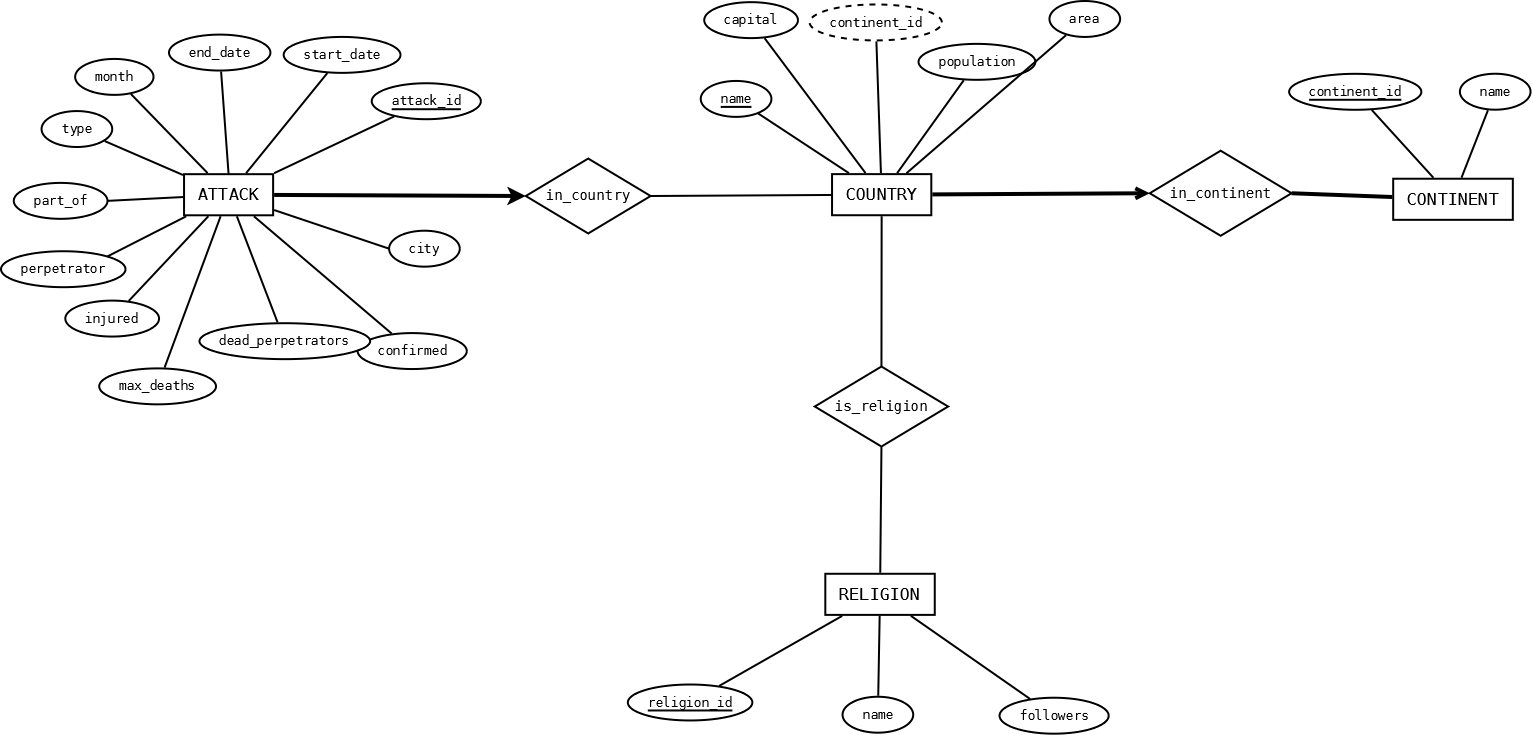 capital
continent_id
area
end_date
start_date
population
month
attack_id
name
continent_id
name
type
part_of
ATTACK
in_country
COUNTRY
in_continent
CONTINENT
city
perpetrator
injured
dead_perpetrators
confirmed
max_deaths
is_religion
RELIGION
religion_id
name
followers